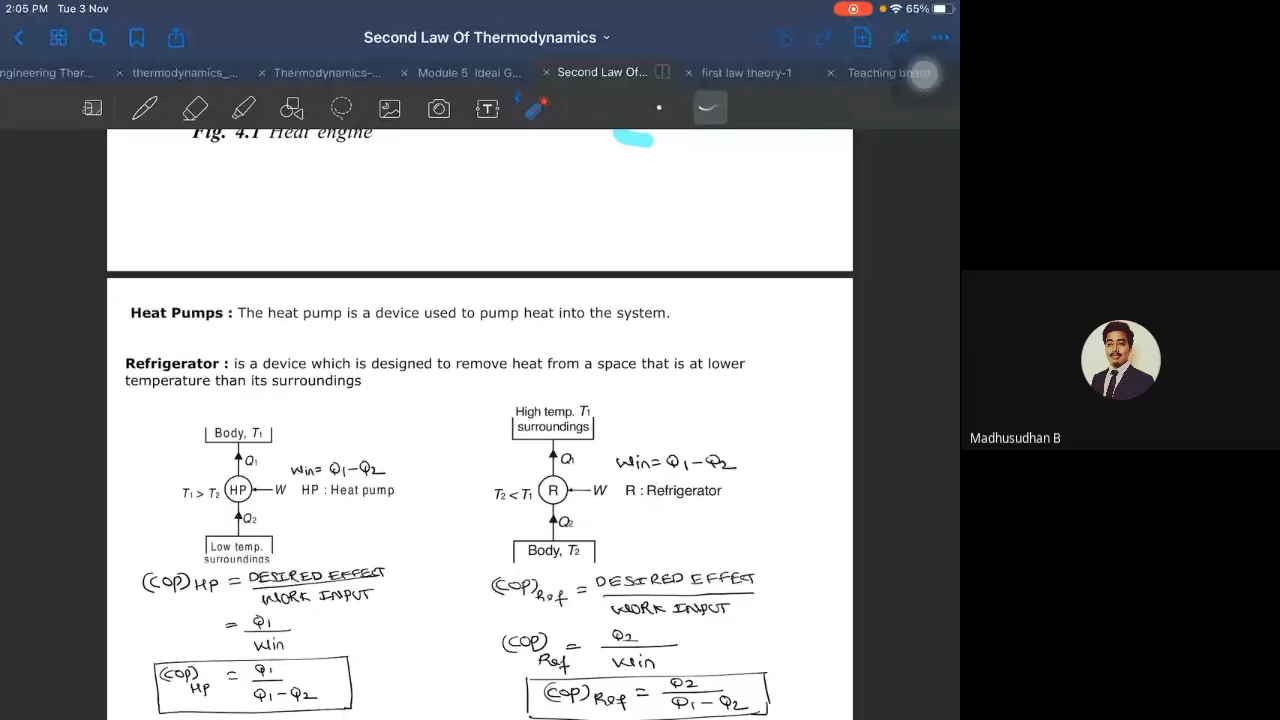 2:05 PM Tue 3 Nov
65%
Second Law Of Thermodynamics
ngineering Ther...
thermodynamics_...
Thermodynamics-...
Module 5 Ideal G...
Second Law Of...
first law theory-1
Teaching board
Fig. 4.1 Heat engine
Heat Pumps : The heat pump is a device used to pump heat into the system.
Refrigerator : is a device which is designed to remove heat from a space that is at lower
temperature than its surroundings
Body, T1
Q1
Win = Q1-Q2
T1 > T2 HP W HP : Heat pump
Q2
Low temp.
surroundings
(COP)HP = DESIRED EFFECT
WORK INPUT
= Q1
Win
(COP)HP = Q1
Q1-Q2
High temp. T1
surroundings
Q1
Win = Q1-Q2
T2 < T1 R W R : Refrigerator
Q2
Body, T2
(COP)Ref = DESIRED EFFECT
WORK INPUT
(COP)Ref = Q2
Win
(COP)Ref = Q2
Q1-Q2
Madhusudhan B